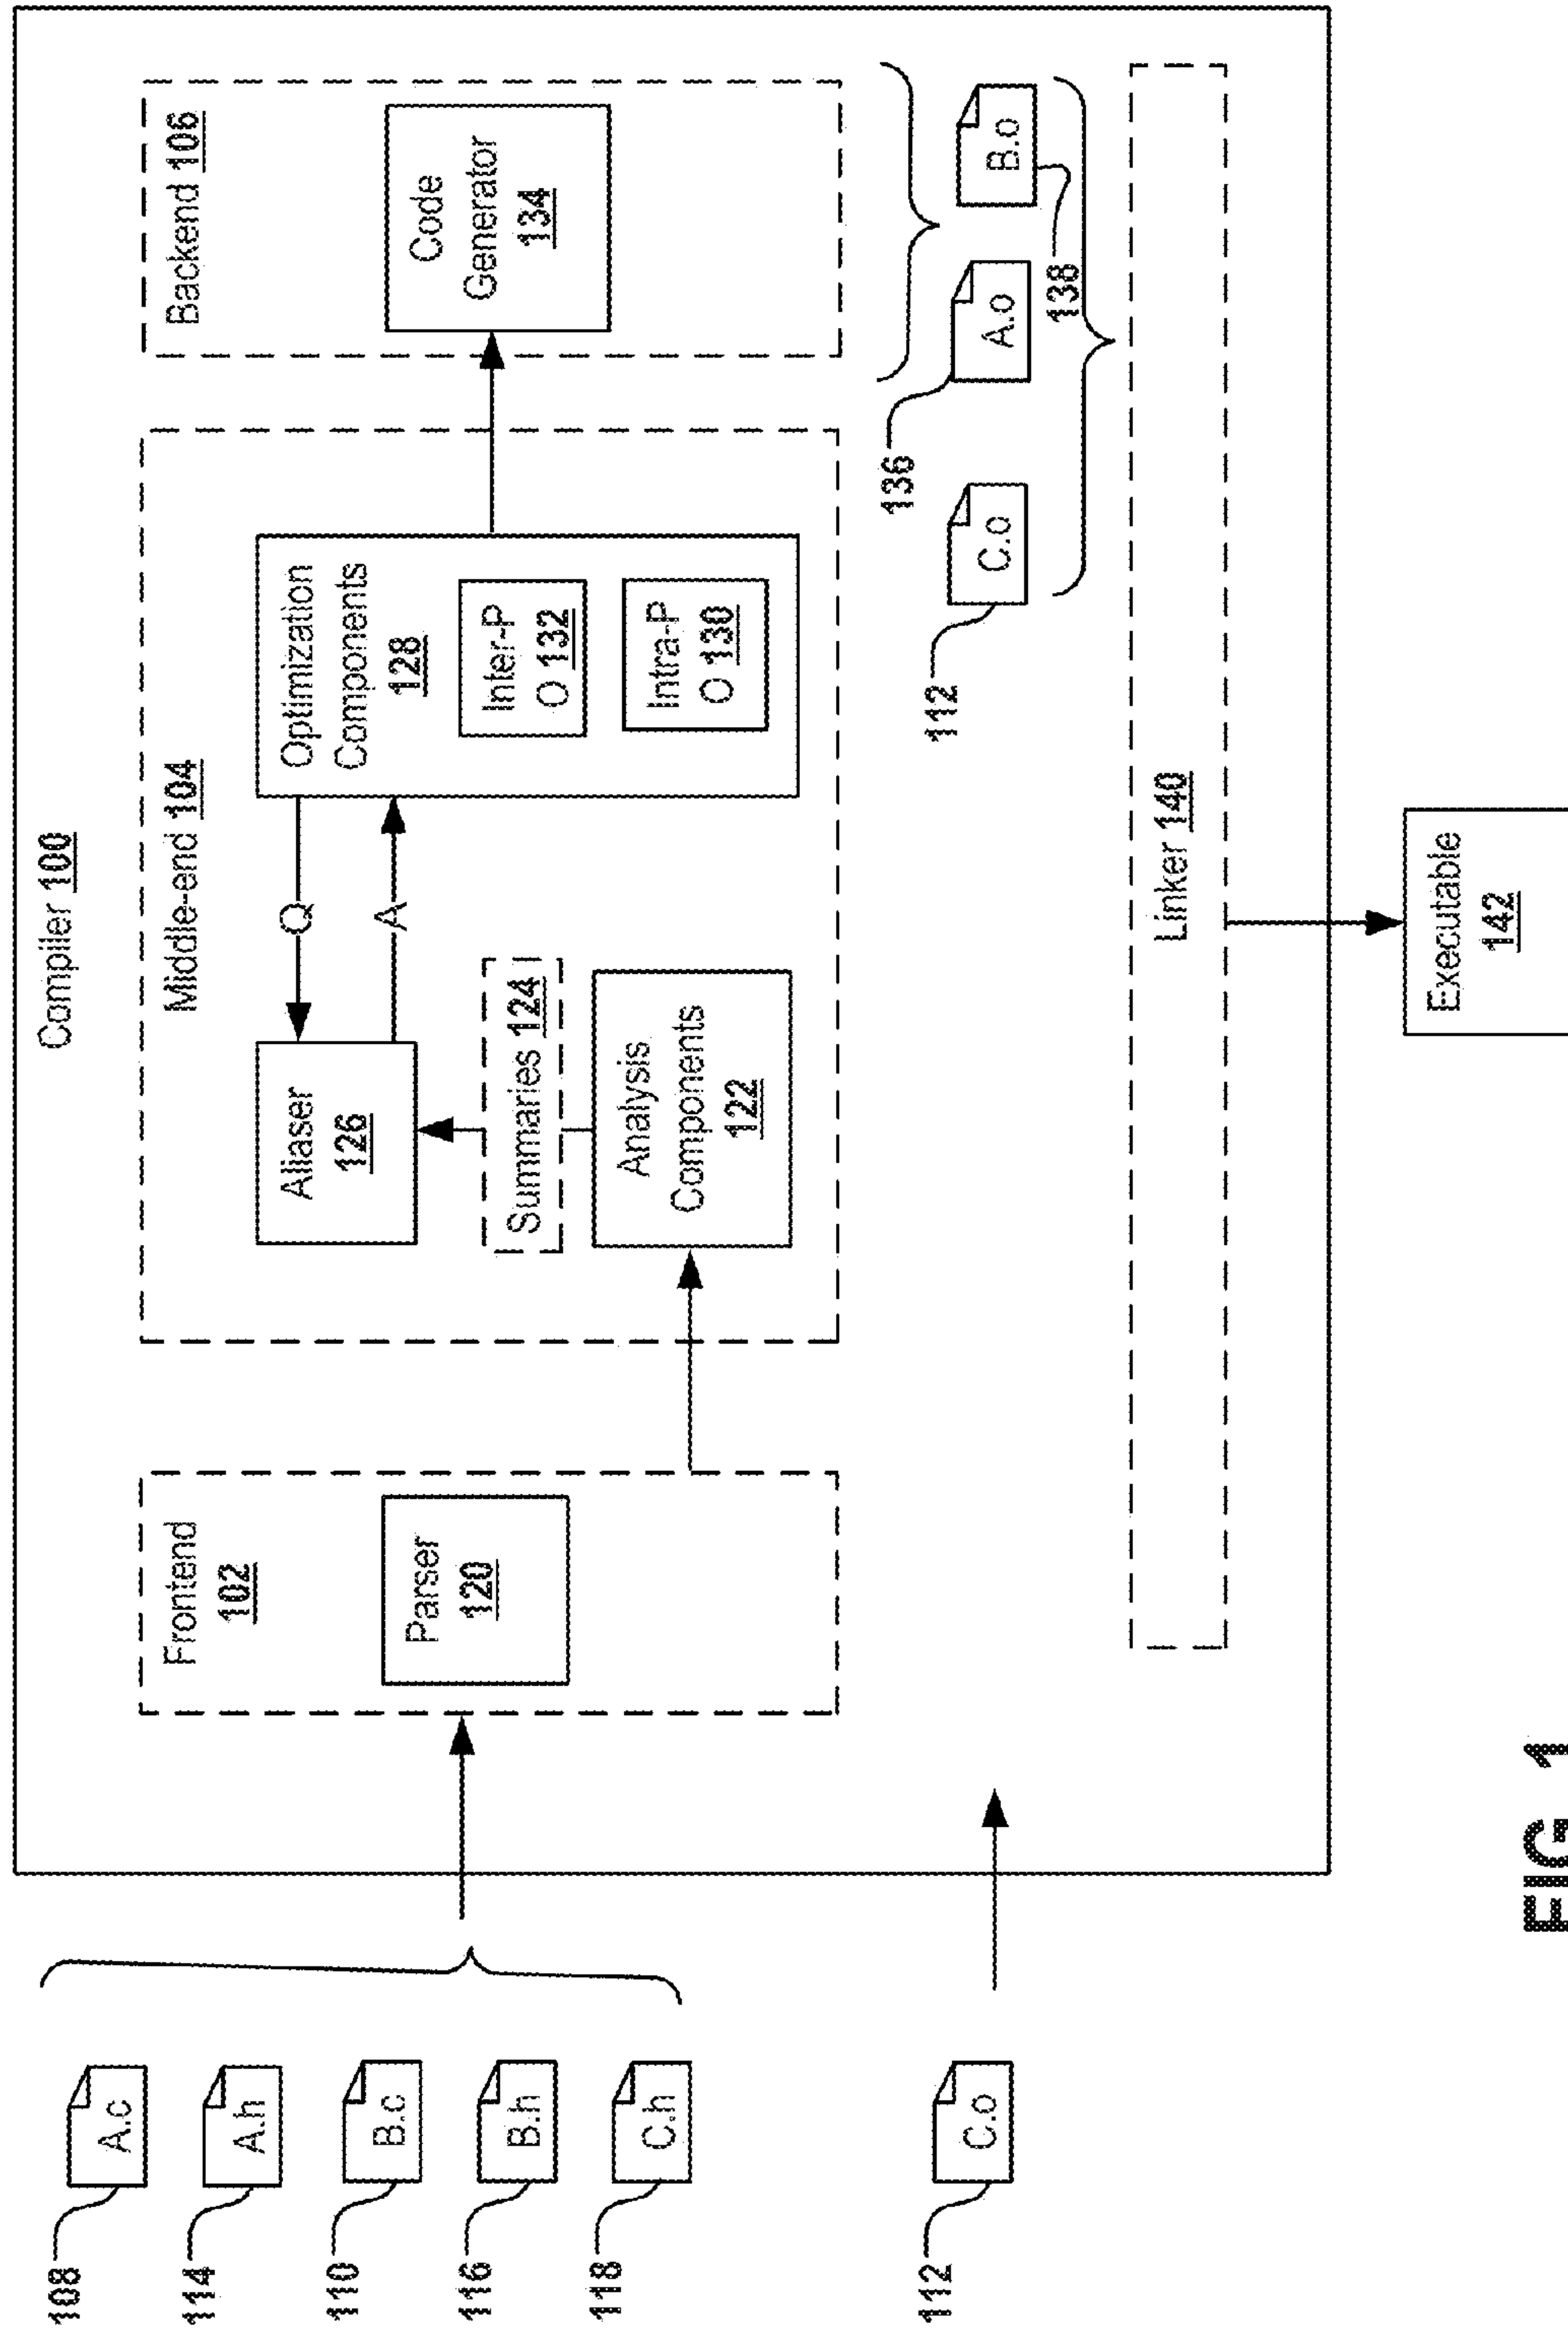 Compiler 100
Frontend
102
Parser
120
Middle-end 104
Aliaser
126
Q
A
Summaries 124
Analysis
Components
122
Optimization
Components
128
Inter-P
O 132
Intra-P
O 130
Backend 106
Code
Generator
134
108
A.c
114
A.h
110
B.c
116
B.h
118
C.h
112
C.o
112
C.o
136
A.o
138
B.o
Linker 140
Executable
142
FIG. 1